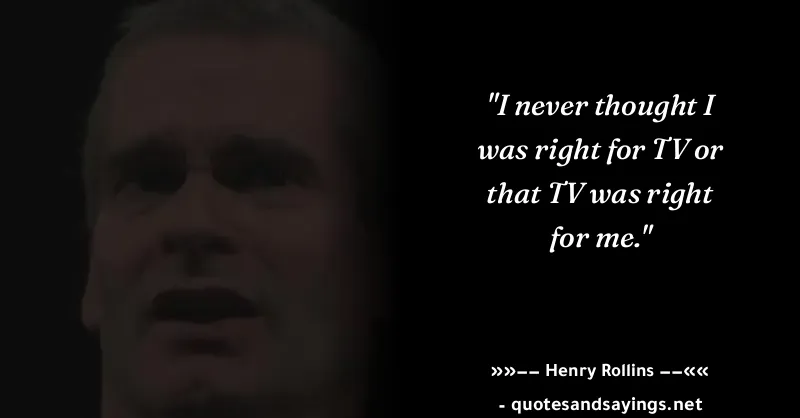 "I never thought I
was right for TV or
that TV was right
for me."
»»−− Henry Rollins −−««
- quotesandsayings.net